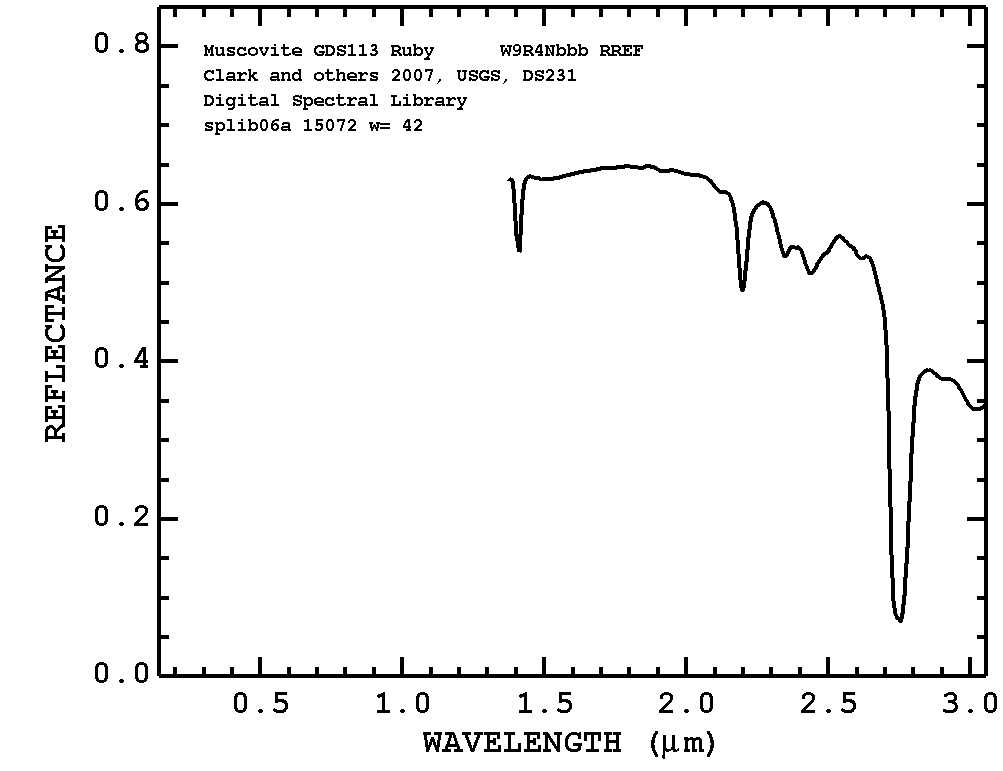 Muscovite GDS113 Ruby W9R4Nbbb RREF
Clark and others 2007, USGS, DS231
Digital Spectral Library
splib06a 15072 w= 42
0.8
0.6
0.4
0.2
0.0
REFLECTANCE
0.5 1.0 1.5 2.0 2.5 3.0
WAVELENGTH (μm)